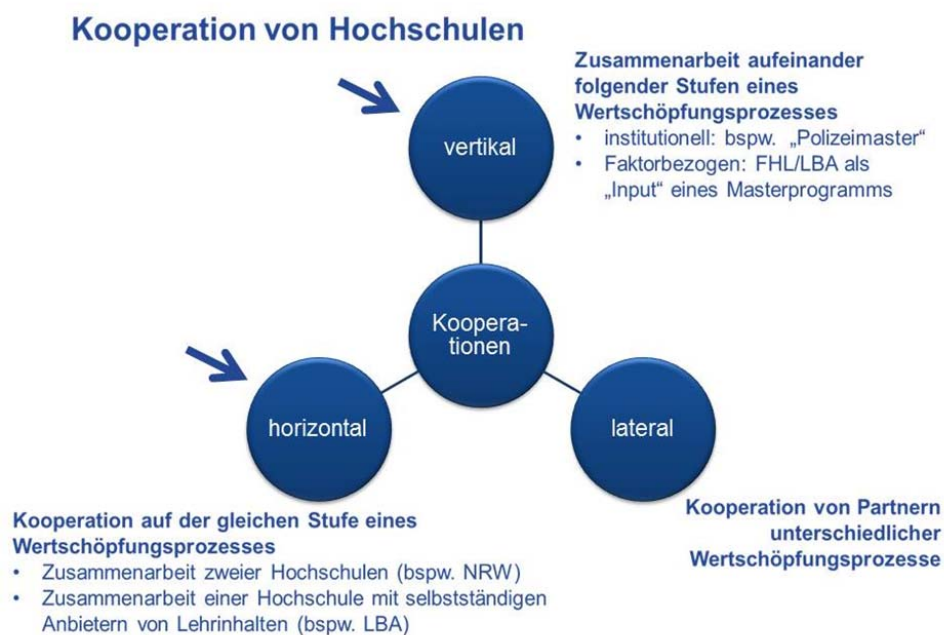 Kooperation von Hochschulen
Zusammenarbeit aufeinander
folgender Stufen eines
Wertschöpfungsprozesses
• institutionell: bspw. „Polizeimaster“
• Faktorbezogen: FHL/LBA als
„Input“ eines Masterprogramms
vertikal
Koopera-
tionen
horizontal
lateral
Kooperation auf der gleichen Stufe eines
Wertschöpfungsprozesses
• Zusammenarbeit zweier Hochschulen (bspw. NRW)
• Zusammenarbeit einer Hochschule mit selbstständigen
Anbietern von Lehrinhalten (bspw. LBA)
Kooperation von Partnern
unterschiedlicher
Wertschöpfungsprozesse